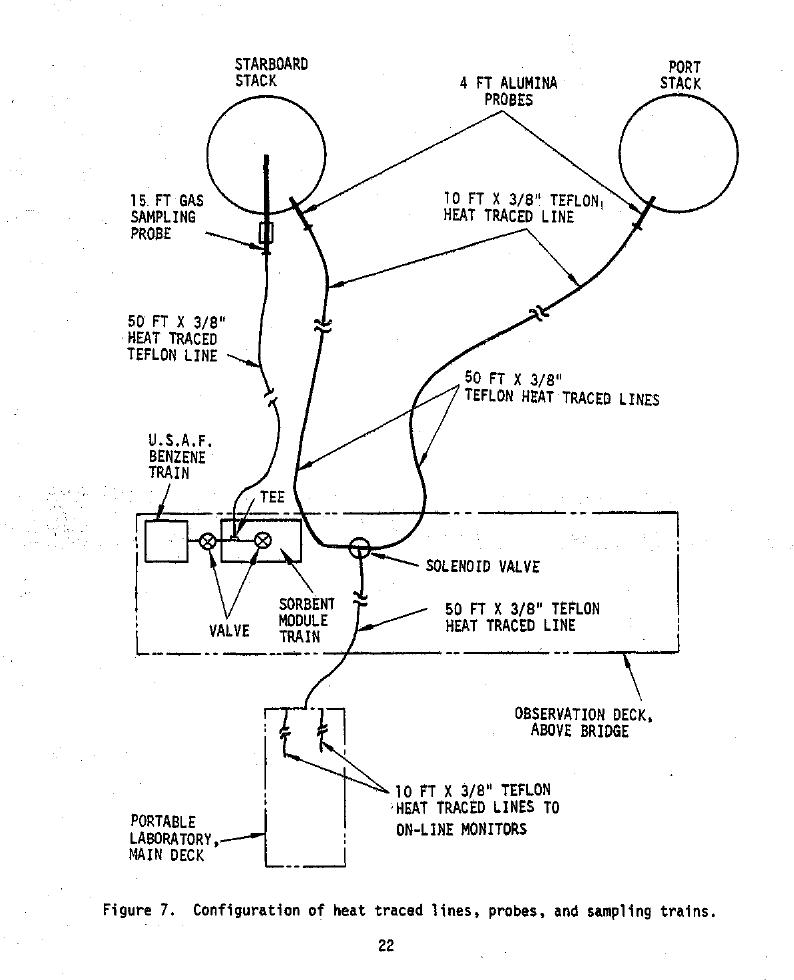 STARBOARD
STACK
4 FT ALUMINA
PROBES
PORT
STACK
15 FT GAS
SAMPLING
PROBE
10 FT X 3/8" TEFLON,
HEAT TRACED LINE
50 FT X 3/8"
HEAT TRACED
TEFLON LINE
50 FT X 3/8"
TEFLON HEAT TRACED LINES
U.S.A.F.
BENZENE
TRAIN
TEE
SOLENOID VALVE
VALVE
SORBENT
MODULE
TRAIN
50 FT X 3/8" TEFLON
HEAT TRACED LINE
OBSERVATION DECK,
ABOVE BRIDGE
10 FT X 3/8" TEFLON
HEAT TRACED LINES TO
ON-LINE MONITORS
PORTABLE
LABORATORY,
MAIN DECK
Figure 7. Configuration of heat traced lines, probes, and sampling trains.
22